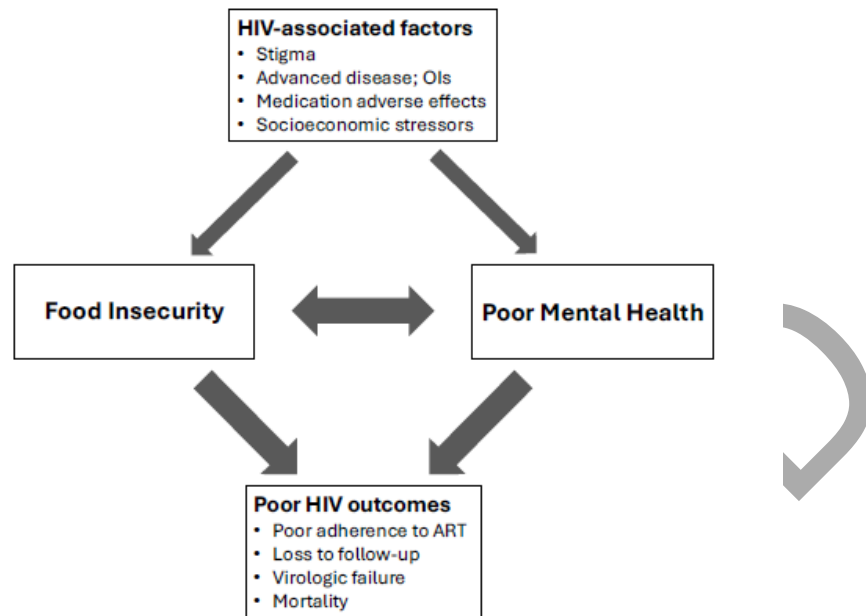 HIV-associated factors
• Stigma
• Advanced disease; OIs
• Medication adverse effects
• Socioeconomic stressors
Food Insecurity
Poor Mental Health
Poor HIV outcomes
• Poor adherence to ART
• Loss to follow-up
• Virologic failure
• Mortality